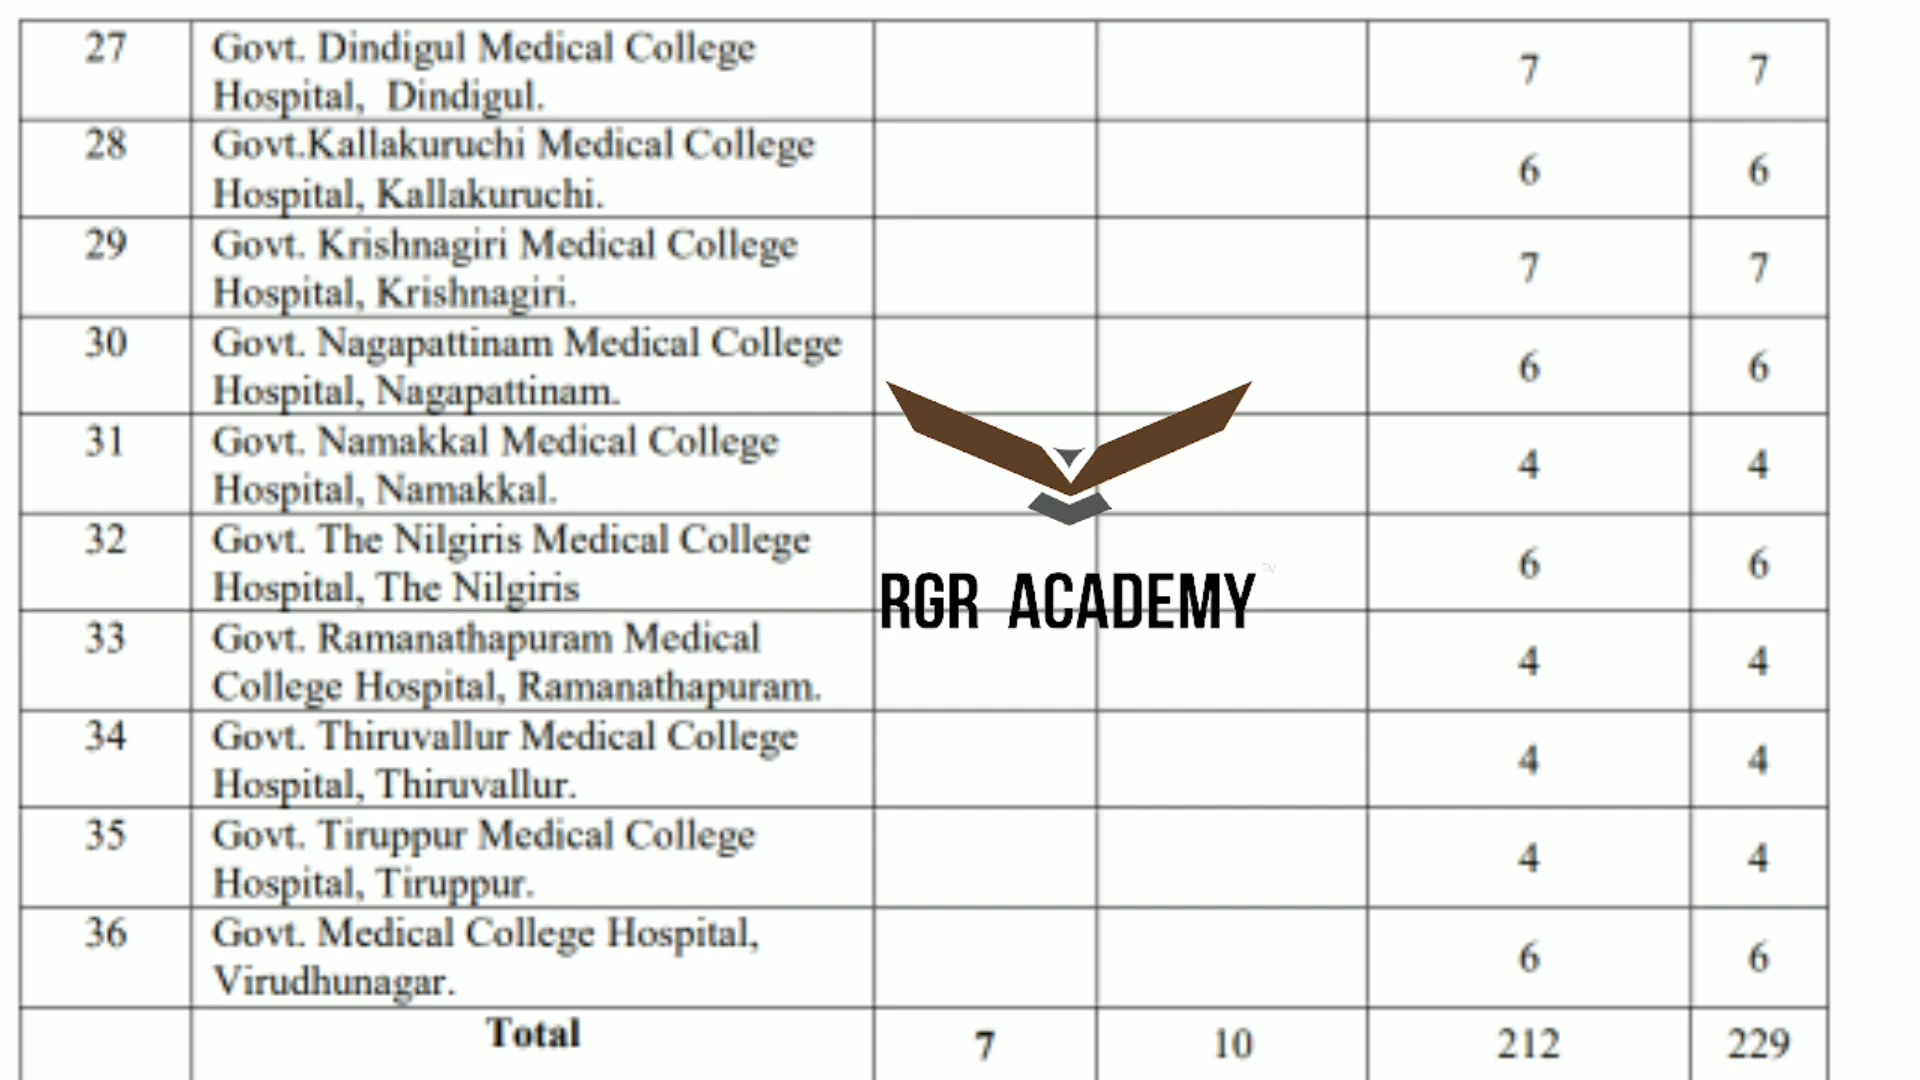 27 Govt. Dindigul Medical College 7 7
Hospital, Dindigul.
28 Govt.Kallakuruchi Medical College 6 6
Hospital, Kallakuruchi.
29 Govt. Krishnagiri Medical College 7 7
Hospital, Krishnagiri.
30 Govt. Nagapattinam Medical College 6 6
Hospital, Nagapattinam.
31 Govt. Namakkal Medical College 4 4
Hospital, Namakkal.
32 Govt. The Nilgiris Medical College 6 6
Hospital, The Nilgiris
RGR ACADEMY™
33 Govt. Ramanathapuram Medical 4 4
College Hospital, Ramanathapuram.
34 Govt. Thiruvallur Medical College 4 4
Hospital, Thiruvallur.
35 Govt. Tiruppur Medical College 4 4
Hospital, Tiruppur.
36 Govt. Medical College Hospital, 6 6
Virudhunagar.
Total 7 10 212 229